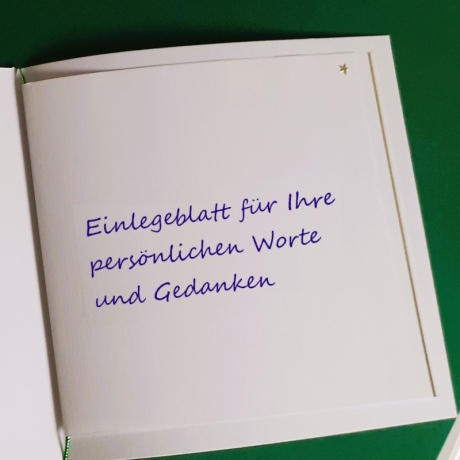 Einlegeblatt für Ihre
persönlichen Worte
und Gedanken